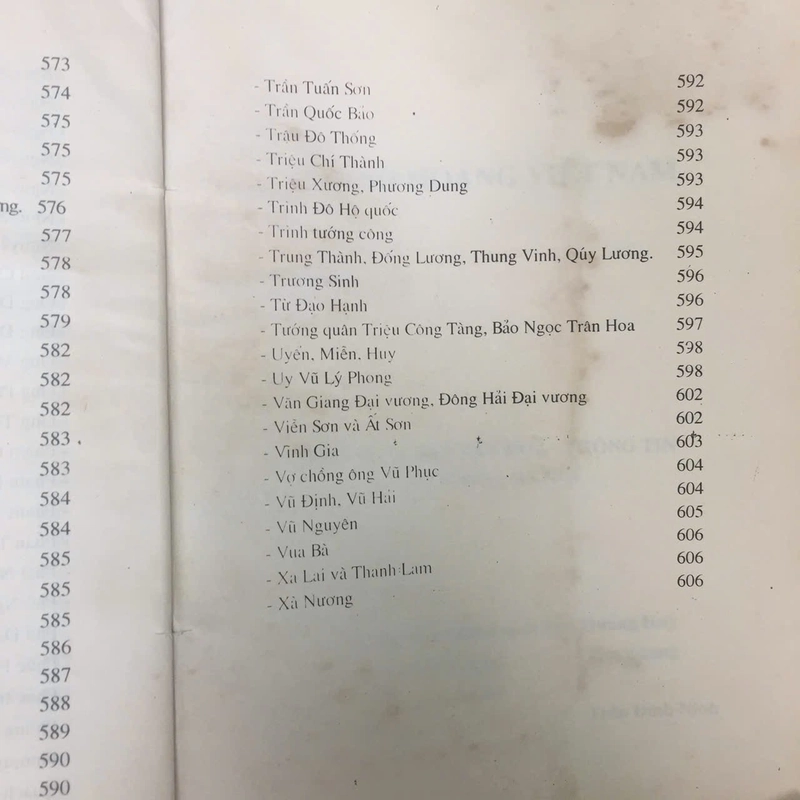 573
574
575
575
575
ng. 576
577
578
578
579
582
582
582
583
583
584
584
585
585
585
586
587
588
589
590
590
- Trần Tuấn Sơn 592
- Trần Quốc Bảo 592
- Trâu Đô Thống 593
- Triệu Chí Thành 593
- Triệu Xương, Phương Dung 593
- Trinh Đô Hộ quốc 594
- Trinh tướng công 594
- Trung Thành, Đống Lương, Thung Vinh, Qúy Lương. 595
- Trương Sinh 596
- Từ Đạo Hạnh 596
- Tướng quân Triệu Công Tàng, Bảo Ngọc Trân Hoa 597
- Uyển, Miễn, Huy 598
- Uy Vũ Lý Phong 598
- Văn Giang Đại vương, Đông Hải Đại vương 602
- Viễn Sơn và Ất Sơn 602
- Vĩnh Gia 603
- Vợ chồng ông Vũ Phục 604
- Vũ Định, Vũ Hải 604
- Vũ Nguyên 605
- Vua Bà 606
- Xa Lai và Thanh Lam 606
- Xã Nương 606